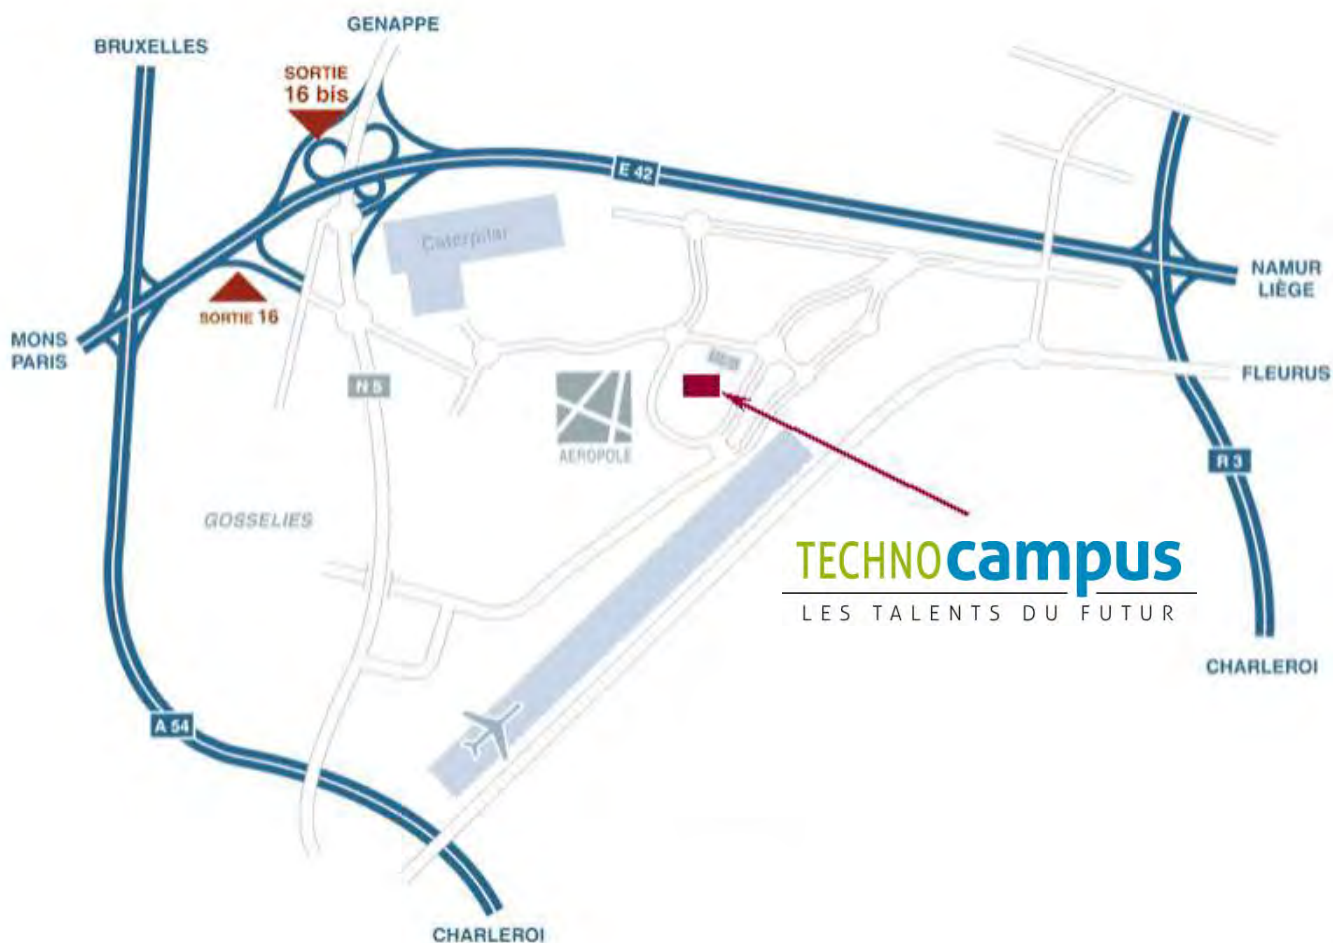 GENAPPE
BRUXELLES
SORTIE
16 bis
E 42
Caterpillar
NAMUR
LIÈGE
SORTIE 16
MONS
PARIS
FLEURUS
N 5
AEROPOLE
R 3
GOSSELIES
TECHNOcampus
LES TALENTS DU FUTUR
CHARLEROI
A 54
CHARLEROI